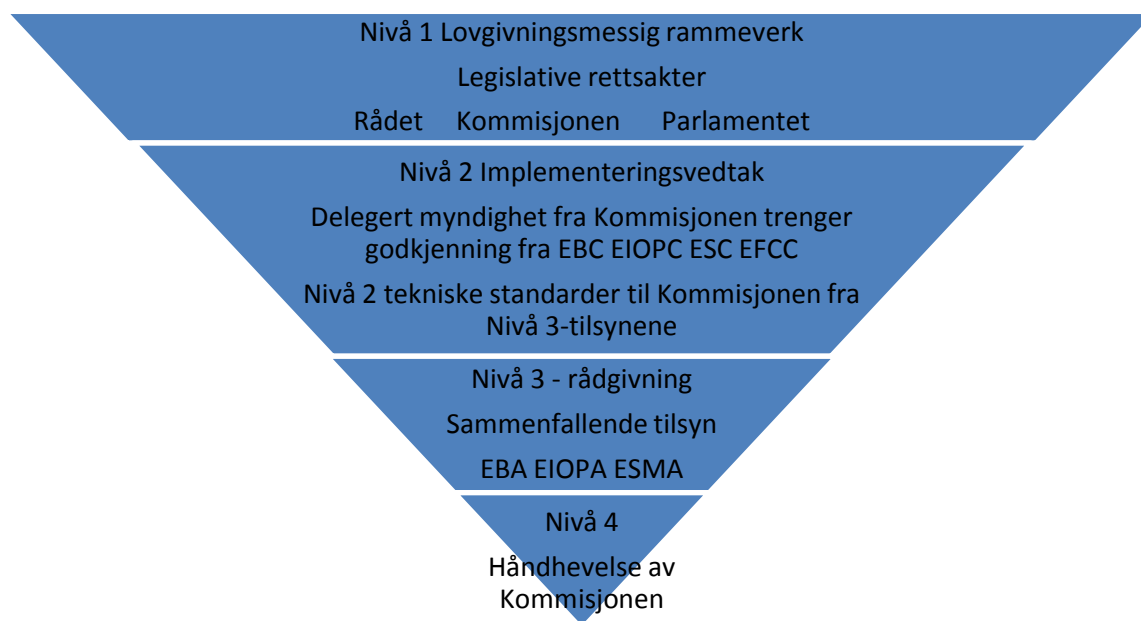 Nivå 1 Lovgivningsmessig rammeverk
Legislative rettsakter
Rådet Kommisjonen Parlamentet
Nivå 2 Implementeringsvedtak
Delegert myndighet fra Kommisjonen trenger
godkjenning fra EBC EIOPC ESC EFCC
Nivå 2 tekniske standarder til Kommisjonen fra
Nivå 3-tilsynene
Nivå 3 - rådgivning
Sammenfallende tilsyn
EBA EIOPA ESMA
Nivå 4
Håndhevelse av
Kommisjonen